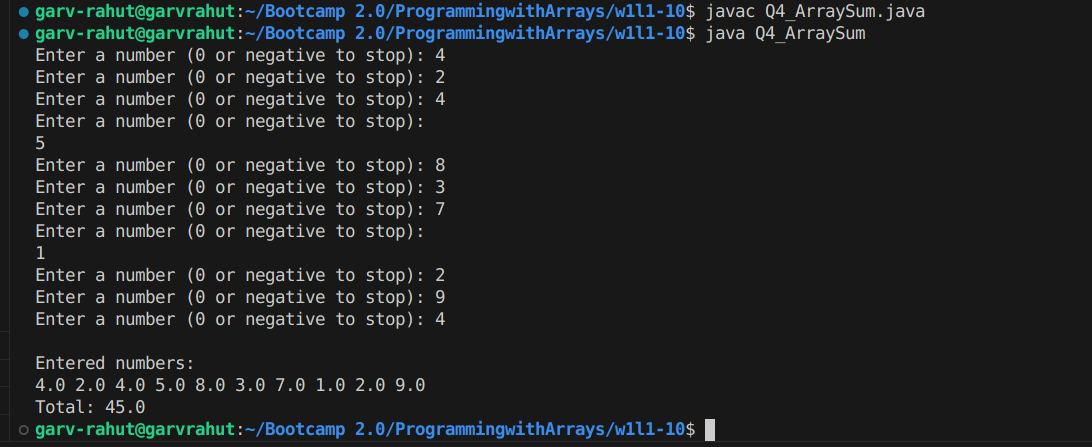 garv-rahut@garvrahut:~/Bootcamp 2.0/ProgrammingwithArrays/w1l1-10$ javac Q4_ArraySum.java
garv-rahut@garvrahut:~/Bootcamp 2.0/ProgrammingwithArrays/w1l1-10$ java Q4_ArraySum
Enter a number (0 or negative to stop): 4
Enter a number (0 or negative to stop): 2
Enter a number (0 or negative to stop): 4
Enter a number (0 or negative to stop):
5
Enter a number (0 or negative to stop): 8
Enter a number (0 or negative to stop): 3
Enter a number (0 or negative to stop): 7
Enter a number (0 or negative to stop):
1
Enter a number (0 or negative to stop): 2
Enter a number (0 or negative to stop): 9
Enter a number (0 or negative to stop): 4
Entered numbers:
4.0 2.0 4.0 5.0 8.0 3.0 7.0 1.0 2.0 9.0
Total: 45.0
garv-rahut@garvrahut:~/Bootcamp 2.0/ProgrammingwithArrays/w1l1-10$